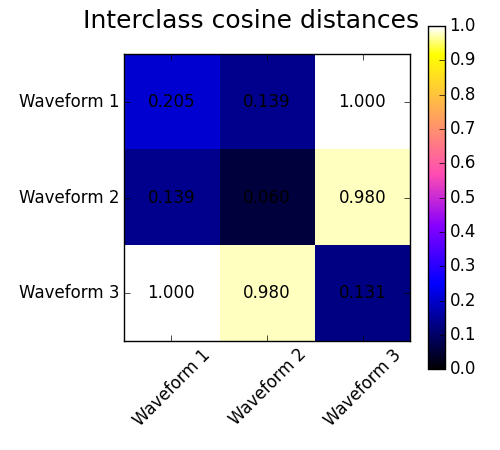 Interclass cosine distances
Waveform 1 0.205 0.139 1.000
Waveform 2 0.139 0.060 0.980
Waveform 3 1.000 0.980 0.131
Waveform 1 Waveform 2 Waveform 3
1.0
0.9
0.8
0.7
0.6
0.5
0.4
0.3
0.2
0.1
0.0